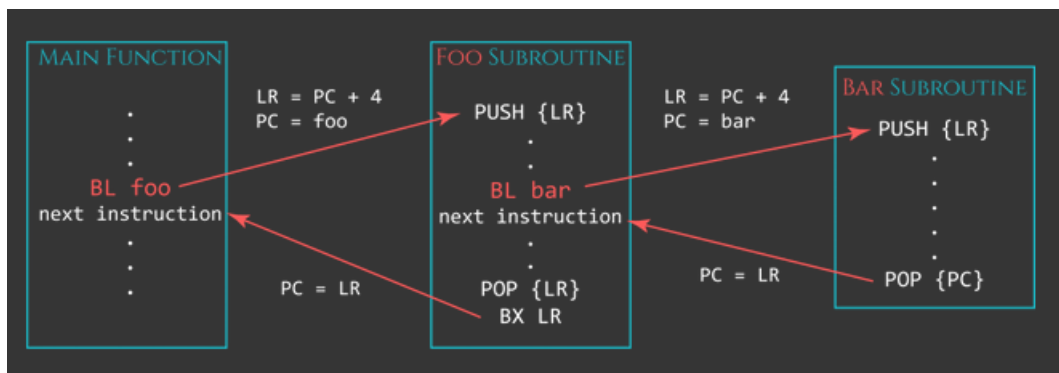 MAIN FUNCTION
.
.
.
BL foo
next instruction
.
.
.
LR = PC + 4
PC = foo
PC = LR
FOO SUBROUTINE
PUSH {LR}
.
.
BL bar
next instruction
.
.
POP {LR}
BX LR
LR = PC + 4
PC = bar
PC = LR
BAR SUBROUTINE
PUSH {LR}
.
.
.
.
.
POP {PC}